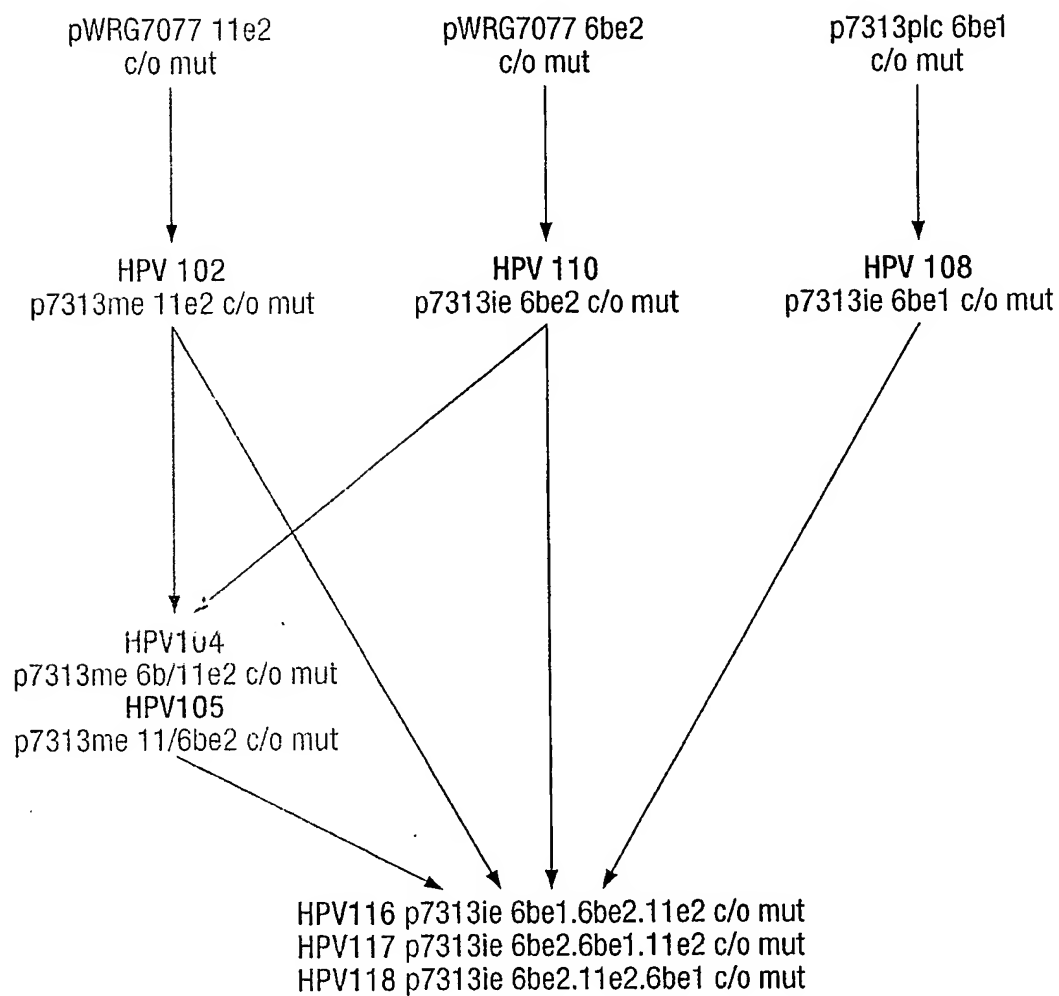 pWRG7077 11e2
c/o mut
pWRG7077 6be2
c/o mut
p7313plc 6be1
c/o mut
HPV 102
p7313me 11e2 c/o mut
HPV 110
p7313ie 6be2 c/o mut
HPV 108
p7313ie 6be1 c/o mut
HPV104
p7313me 6b/11e2 c/o mut
HPV105
p7313me 11/6be2 c/o mut
HPV116 p7313ie 6be1.6be2.11e2 c/o mut
HPV117 p7313ie 6be2.6be1.11e2 c/o mut
HPV118 p7313ie 6be2.11e2.6be1 c/o mut